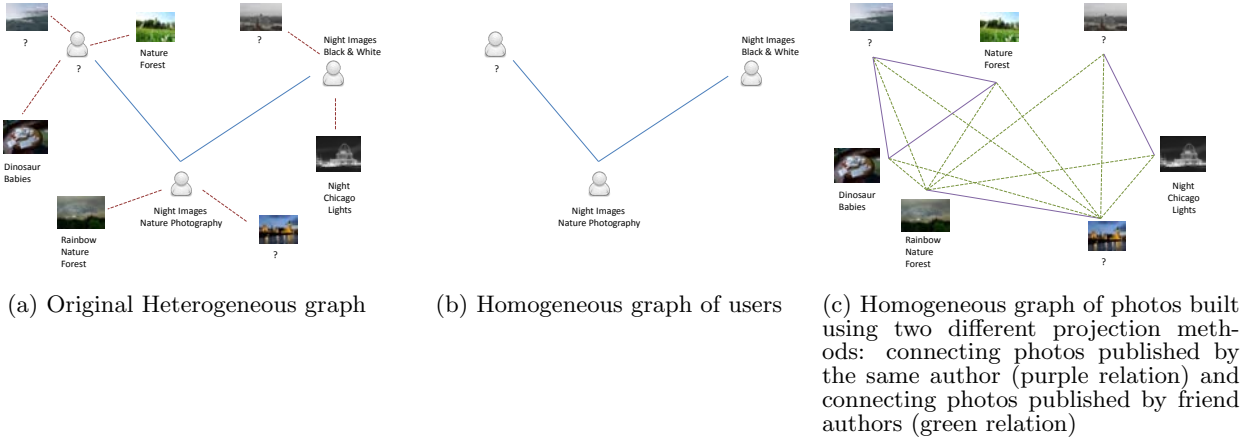 ?
Nature
Forest
?
?
Night Images
Black & White
Dinosaur
Babies
Night
Chicago
Lights
Night Images
Nature Photography
Rainbow
Nature
Forest
?
?
Night Images
Black & White
Night Images
Nature Photography
?
Nature
Forest
?
Dinosaur
Babies
Night
Chicago
Lights
Rainbow
Nature
Forest
?
(a) Original Heterogeneous graph
(b) Homogeneous graph of users
(c) Homogeneous graph of photos built
using two different projection meth-
ods: connecting photos published by
the same author (purple relation) and
connecting photos published by friend
authors (green relation)